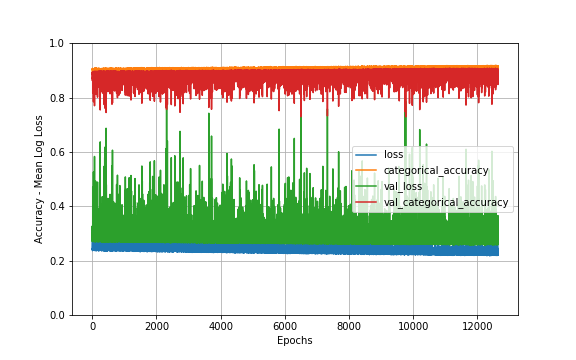 1.0
0.8
0.6
0.4
0.2
0.0
Accuracy - Mean Log Loss
loss
categorical_accuracy
val_loss
val_categorical_accuracy
0
2000
4000
6000
8000
10000
12000
Epochs